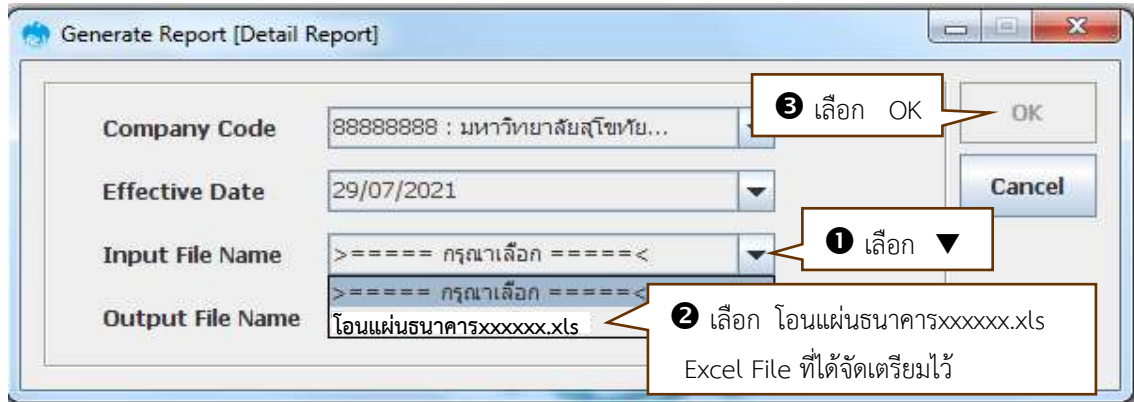 Generate Report [Detail Report]
X
❸ เลือก OK
OK
Company Code
88888888 : มหาวิทยาลัยสุโขทัย...
Effective Date
29/07/2021
Cancel
❶ เลือก ▼
Input File Name
>===== กรุณาเลือก =====<
>===== กรุณาเลือก =====<
Output File Name
โอนแผ่นธนาคารxxxxxx.xls
❷ เลือก โอนแผ่นธนาคารxxxxxx.xls
Excel File ที่ได้จัดเตรียมไว้